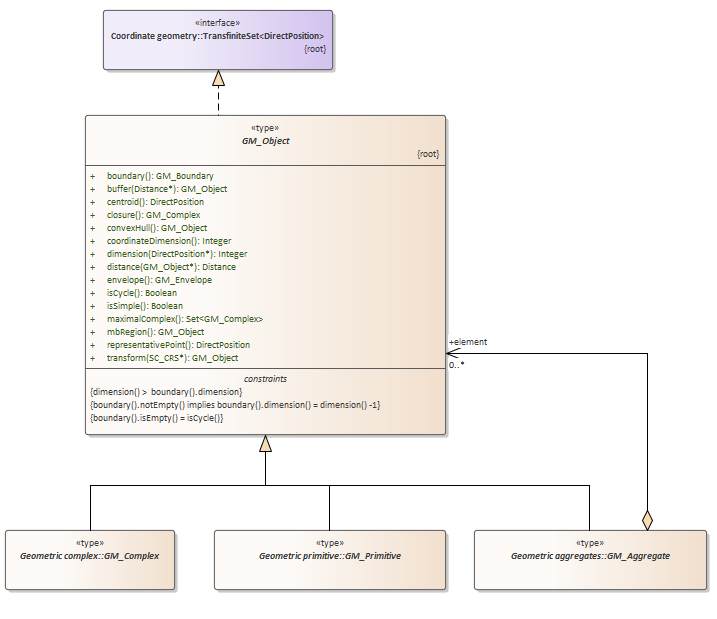 «interface»
Coordinate geometry::TransfiniteSet<DirectPosition>
{root}
«type»
GM_Object
{root}
+ boundary(): GM_Boundary
+ buffer(Distance*): GM_Object
+ centroid(): DirectPosition
+ closure(): GM_Complex
+ convexHull(): GM_Object
+ coordinateDimension(): Integer
+ dimension(DirectPosition*): Integer
+ distance(GM_Object*): Distance
+ envelope(): GM_Envelope
+ isCycle(): Boolean
+ isSimple(): Boolean
+ maximalComplex(): Set<GM_Complex>
+ mbRegion(): GM_Object
+ representativePoint(): DirectPosition
+ transform(SC_CRS*): GM_Object
constraints
{dimension() > boundary().dimension}
{boundary().notEmpty() implies boundary().dimension() = dimension() -1}
{boundary().isEmpty() = isCycle()}
+element
0..*
«type»
Geometric complex::GM_Complex
«type»
Geometric primitive::GM_Primitive
«type»
Geometric aggregates::GM_Aggregate